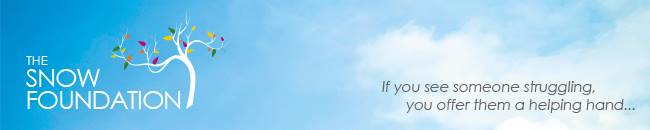 THE
SNOW
FOUNDATION
If you see someone struggling,
you offer them a helping hand...